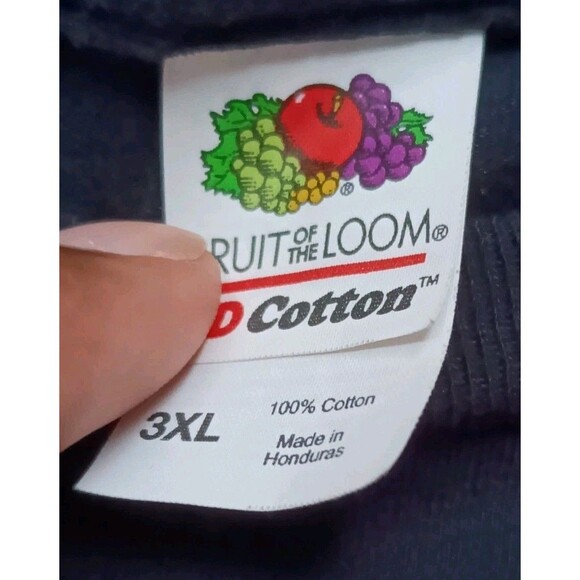 RUIT OF THE LOOM®
D Cotton™
3XL
100% Cotton
Made in
Honduras